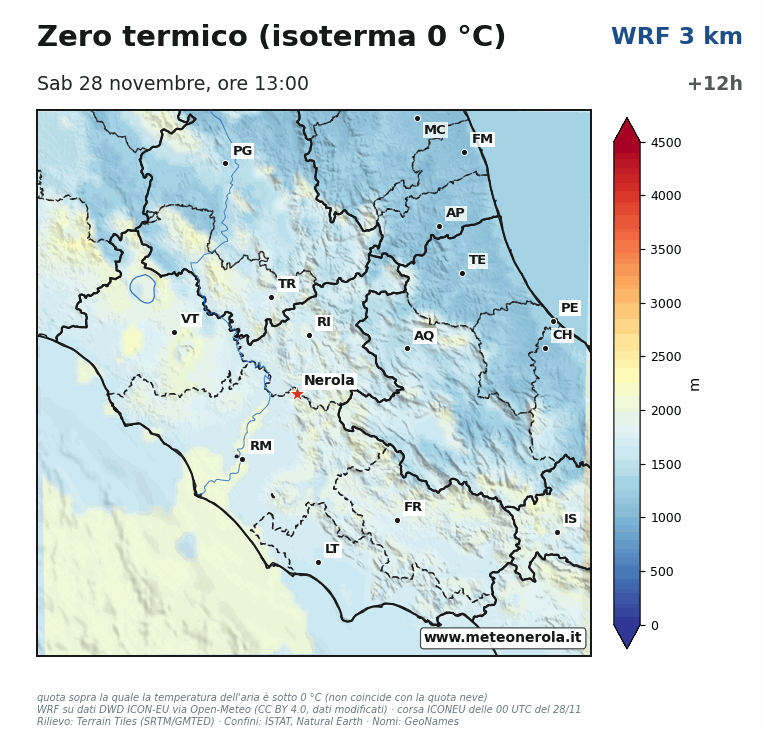 Zero termico (isoterma 0 °C)
WRF 3 km
Sab 28 novembre, ore 13:00
+12h
MC
FM
PG
AP
TE
TR
PE
VT
RI
AQ
CH
Nerola
RM
FR
IS
LT
www.meteonerola.it
4500
4000
3500
3000
2500
2000
1500
1000
500
0
m
quota sopra la quale la temperatura dell'aria è sotto 0 °C (non coincide con la quota neve)
WRF su dati DWD ICON-EU via Open-Meteo (CC BY 4.0, dati modificati) · corsa ICONEU delle 00 UTC del 28/11
Rilievo: Terrain Tiles (SRTM/GMTED) · Confini: ISTAT, Natural Earth · Nomi: GeoNames